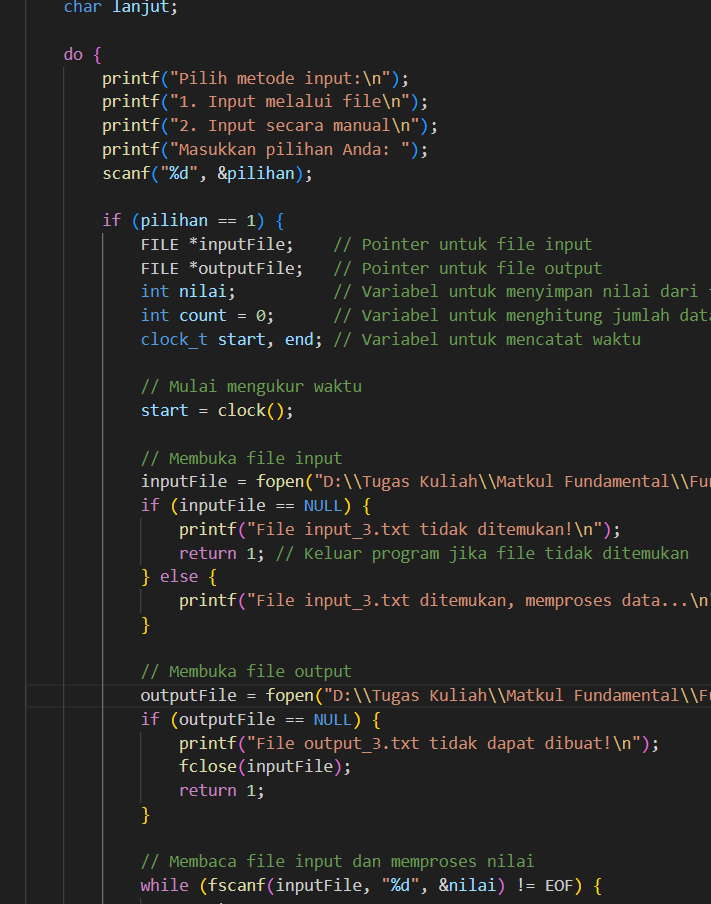 char lanjut;
do {
printf("Pilih metode input:\n");
printf("1. Input melalui file\n");
printf("2. Input secara manual\n");
printf("Masukkan pilihan Anda: ");
scanf("%d", &pilihan);
if (pilihan == 1) {
FILE *inputFile;    // Pointer untuk file input
FILE *outputFile;   // Pointer untuk file output
int nilai;          // Variabel untuk menyimpan nilai dari
int count = 0;      // Variabel untuk menghitung jumlah data
clock_t start, end; // Variabel untuk mencatat waktu
// Mulai mengukur waktu
start = clock();
// Membuka file input
inputFile = fopen("D:\\Tugas Kuliah\\Matkul Fundamental\\Fu
if (inputFile == NULL) {
printf("File input_3.txt tidak ditemukan!\n");
return 1; // Keluar program jika file tidak ditemukan
} else {
printf("File input_3.txt ditemukan, memproses data...\n
}
// Membuka file output
outputFile = fopen("D:\\Tugas Kuliah\\Matkul Fundamental\\F
if (outputFile == NULL) {
printf("File output_3.txt tidak dapat dibuat!\n");
fclose(inputFile);
return 1;
}
// Membaca file input dan memproses nilai
while (fscanf(inputFile, "%d", &nilai) != EOF) {